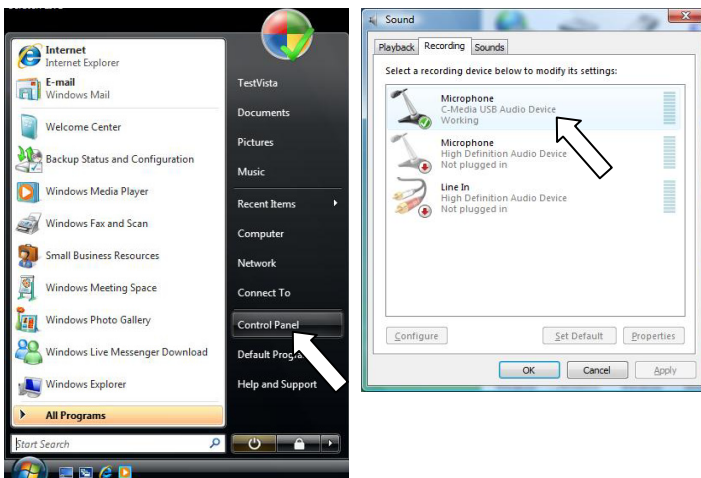 Internet
Internet Explorer
E-mail
Windows Mail
Welcome Center
Backup Status and Configuration
Windows Media Player
Windows Fax and Scan
Small Business Resources
Windows Meeting Space
Windows Photo Gallery
Windows Live Messenger Download
Windows Explorer
All Programs
Start Search
TestVista
Documents
Pictures
Music
Recent Items
Computer
Network
Connect To
Control Panel
Default
Help and Support
Sound
Playback Recording Sounds
Select a recording device below to modify its settings:
Microphone
C-Media USB Audio Device
Working
Microphone
High Definition Audio Device
Not plugged in
Line In
High Definition Audio Device
Not plugged in
Configure Set Default Properties
OK Cancel Apply